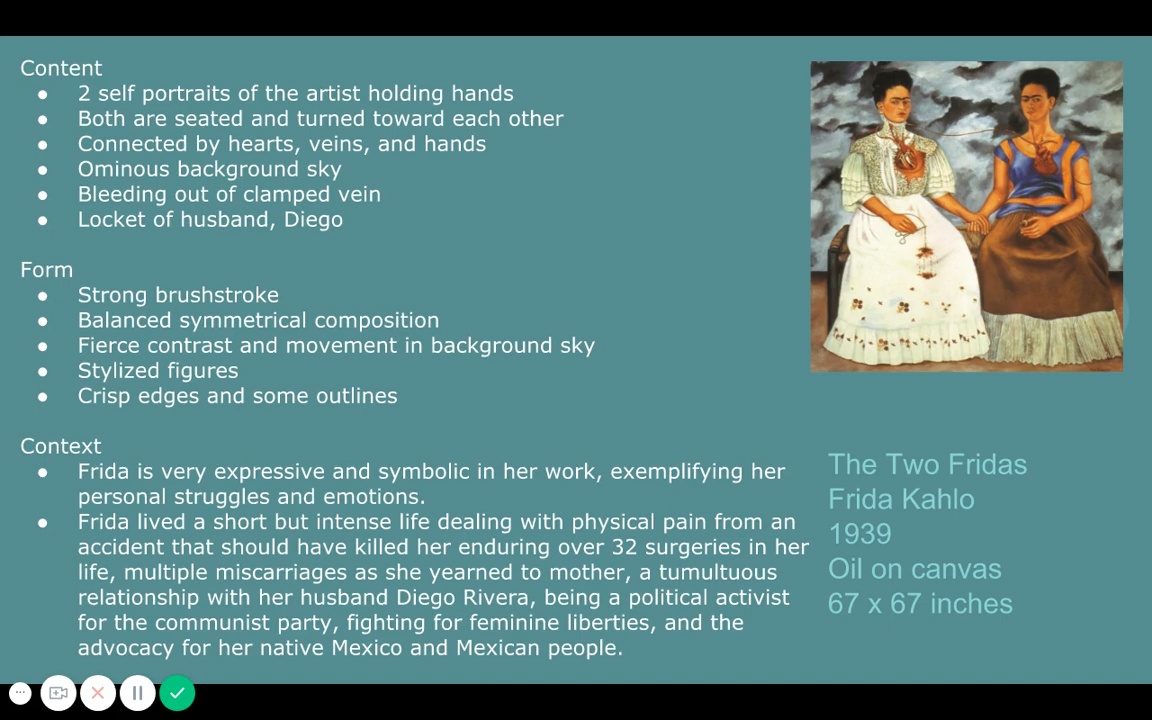 Content
● 2 self portraits of the artist holding hands
● Both are seated and turned toward each other
● Connected by hearts, veins, and hands
● Ominous background sky
● Bleeding out of clamped vein
● Locket of husband, Diego
Form
● Strong brushstroke
● Balanced symmetrical composition
● Fierce contrast and movement in background sky
● Stylized figures
● Crisp edges and some outlines
Context
● Frida is very expressive and symbolic in her work, exemplifying her
personal struggles and emotions.
● Frida lived a short but intense life dealing with physical pain from an
accident that should have killed her enduring over 32 surgeries in her
life, multiple miscarriages as she yearned to mother, a tumultuous
relationship with her husband Diego Rivera, being a political activist
for the communist party, fighting for feminine liberties, and the
advocacy for her native Mexico and Mexican people.
The Two Fridas
Frida Kahlo
1939
Oil on canvas
67 x 67 inches